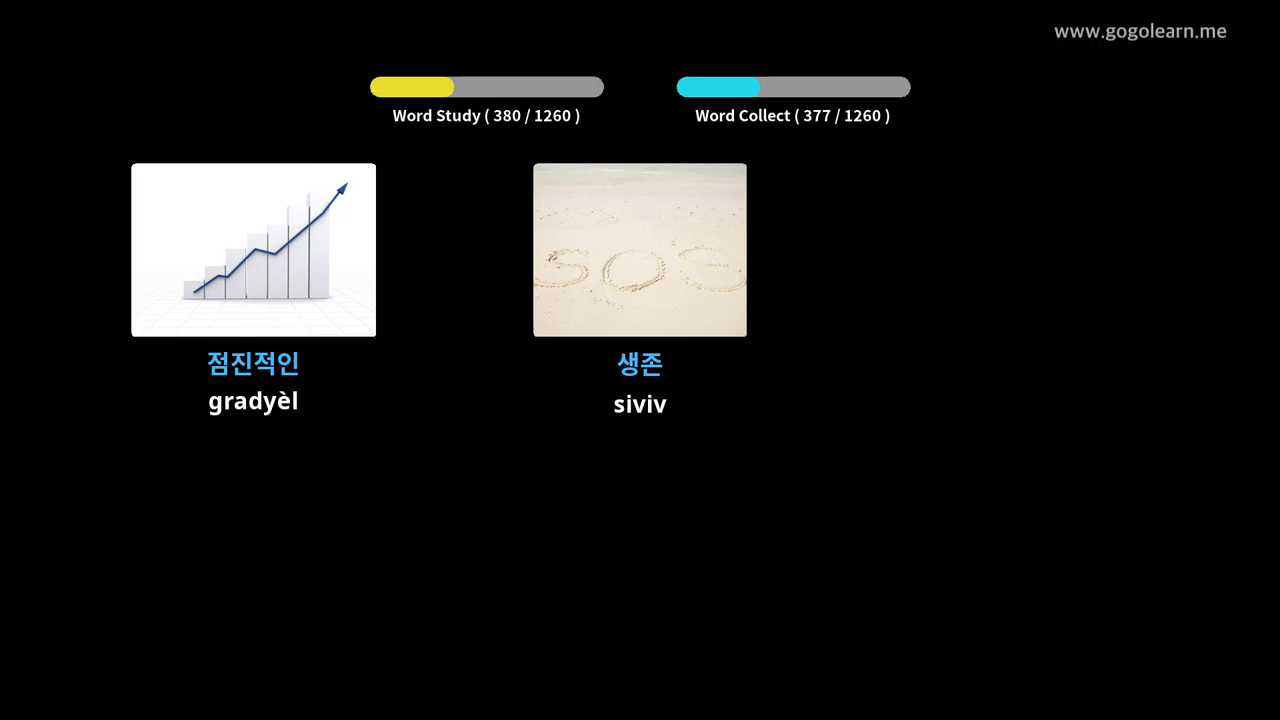 www.gogolearn.me
Word Study ( 380 / 1260 )
Word Collect ( 377 / 1260 )
SOS
점진적인
gradyèl
생존
siviv